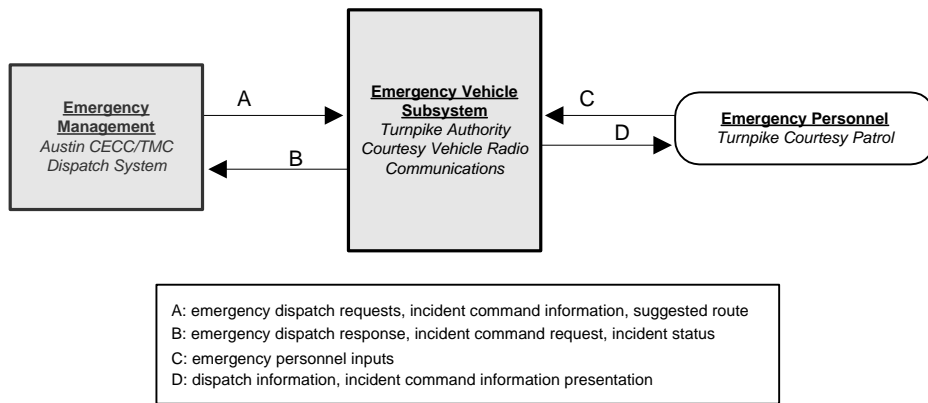 Emergency
Management
Austin CECC/TMC
Dispatch System
A
B
Emergency Vehicle
Subsystem
Turnpike Authority
Courtesy Vehicle Radio
Communications
C
D
Emergency Personnel
Turnpike Courtesy Patrol
A: emergency dispatch requests, incident command information, suggested route
B: emergency dispatch response, incident command request, incident status
C: emergency personnel inputs
D: dispatch information, incident command information presentation